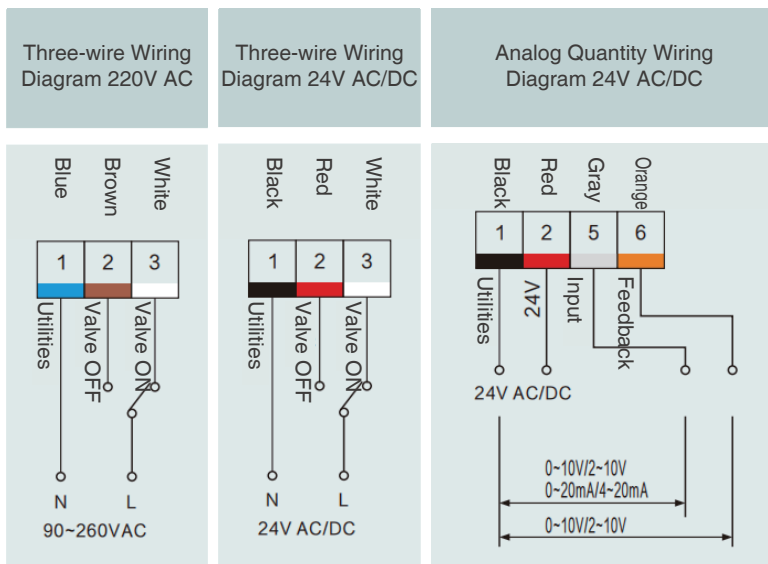 Three-wire Wiring
Diagram 220V AC
Three-wire Wiring
Diagram 24V AC/DC
Analog Quantity Wiring
Diagram 24V AC/DC
Blue
Brown
White
1
2
3
Utilities
Valve OFF
Valve ON
N
L
90~260VAC
Black
Red
White
1
2
3
Utilities
Valve OFF
Valve ON
N
L
24V AC/DC
Black
Red
Gray
Orange
1
2
5
6
Utilities
24V
Input
Feedback
24V AC/DC
0~10V/2~10V
0~20mA/4~20mA
0~10V/2~10V